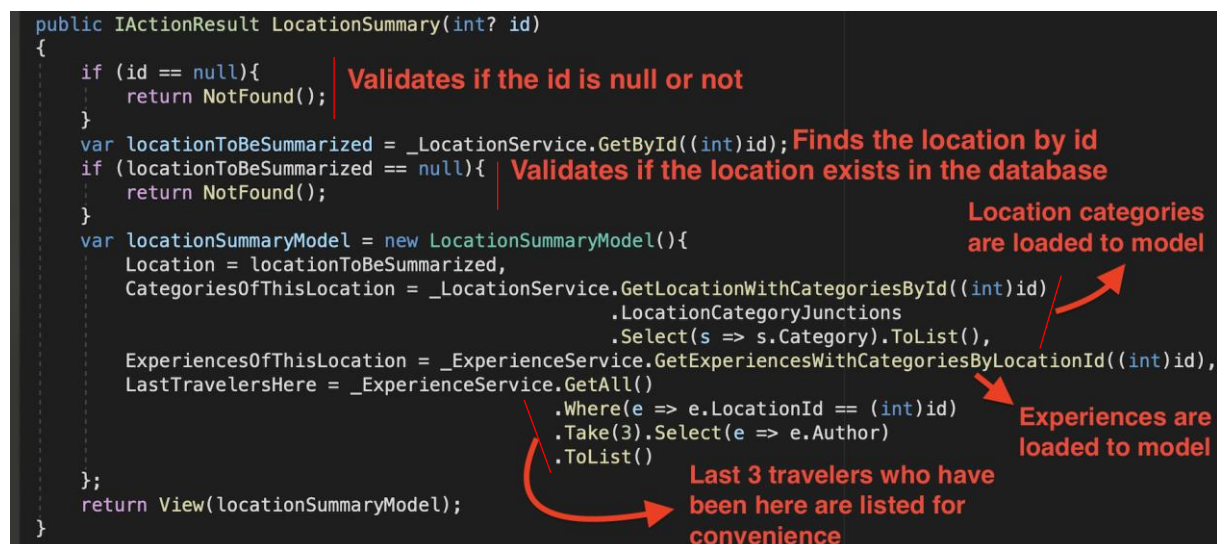 public IActionResult LocationSummary(int? id)
{
if (id == null){
Validates if the id is null or not
return NotFound();
}
var locationToBeSummarized = _LocationService.GetById((int)id);
Finds the location by id
if (locationToBeSummarized == null){
Validates if the location exists in the database
return NotFound();
}
Location categories
are loaded to model
var locationSummaryModel = new LocationSummaryModel(){
Location = locationToBeSummarized,
CategoriesOfThisLocation = _LocationService.GetLocationWithCategoriesById((int)id)
.LocationCategoryJunctions
.Select(s => s.Category).ToList(),
ExperiencesOfThisLocation = _ExperienceService.GetExperiencesWithCategoriesByLocationId((int)id),
LastTravelersHere = _ExperienceService.GetAll()
.Where(e => e.LocationId == (int)id)
.Take(3).Select(e => e.Author)
.ToList()
Experiences are
loaded to model
};
Last 3 travelers who have
been here are listed for
convenience
return View(locationSummaryModel);
}